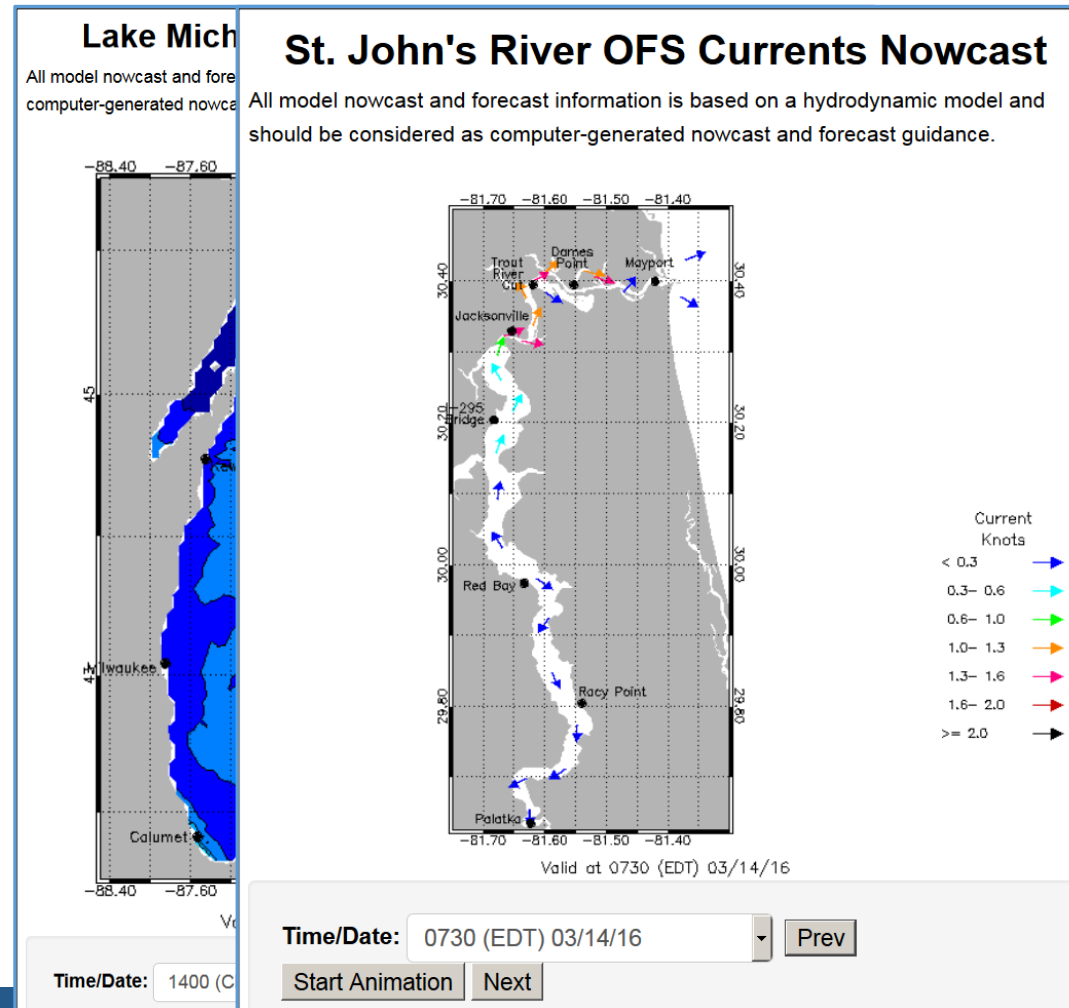 Lake Mich
All model nowcast and fore
computer-generated nowca
-88.40 -87.60
45
Milwaukee
Calumet
-88.40 -87.60
Time/Date: 1400 (C
St. John's River OFS Currents Nowcast
All model nowcast and forecast information is based on a hydrodynamic model and
should be considered as computer-generated nowcast and forecast guidance.
-81.70 -81.60 -81.50 -81.40
Trout
River
Cut
Dames
Point
Mayport
30.40 30.40
Jacksonville
I-295
Bridge
30.20 30.20
30.00 30.00
Red Bay
Racy Point
29.80 29.80
Palatka
-81.70 -81.60 -81.50 -81.40
Valid at 0730 (EDT) 03/14/16
Current
Knots
< 0.3
0.3- 0.6
0.6- 1.0
1.0- 1.3
1.3- 1.6
1.6- 2.0
>= 2.0
Time/Date: 0730 (EDT) 03/14/16 Prev
Start Animation Next